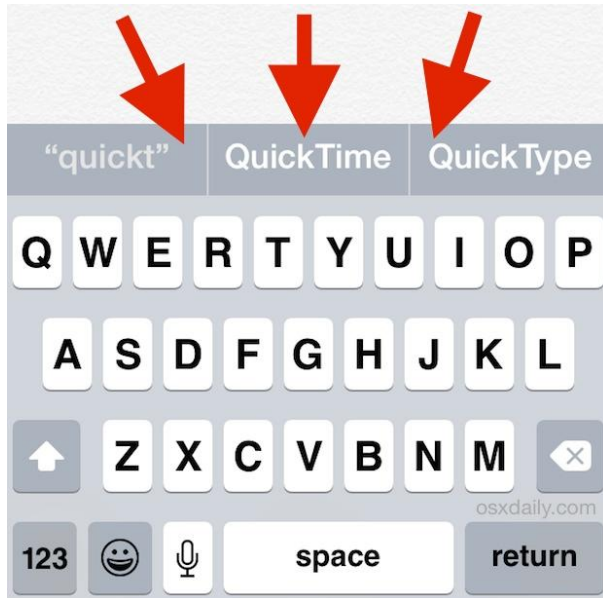 “quickt” QuickTime QuickType
Q W E R T Y U I O P
A S D F G H J K L
Z X C V B N M
osxdaily.com
123 space return